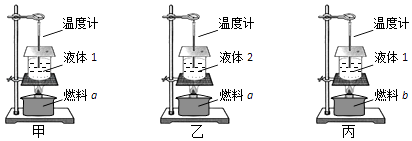 温度计
液体 1
燃料 a
甲
温度计
液体 2
燃料 a
乙
温度计
液体 1
燃料 b
丙